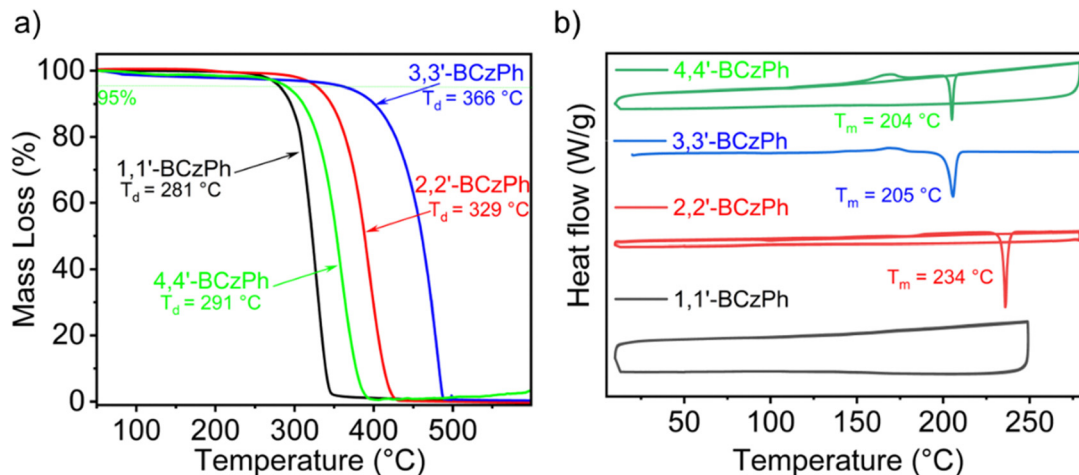 a)
100
80
60
40
20
0
Mass Loss (%)
95%
3,3'-BCzPh
T_d = 366 °C
1,1'-BCzPh
T_d = 281 °C
2,2'-BCzPh
T_d = 329 °C
4,4'-BCzPh
T_d = 291 °C
100 200 300 400 500
Temperature (°C)
b)
Heat flow (W/g)
4,4'-BCzPh
T_m = 204 °C
3,3'-BCzPh
T_m = 205 °C
2,2'-BCzPh
T_m = 234 °C
1,1'-BCzPh
50 100 150 200 250
Temperature (°C)